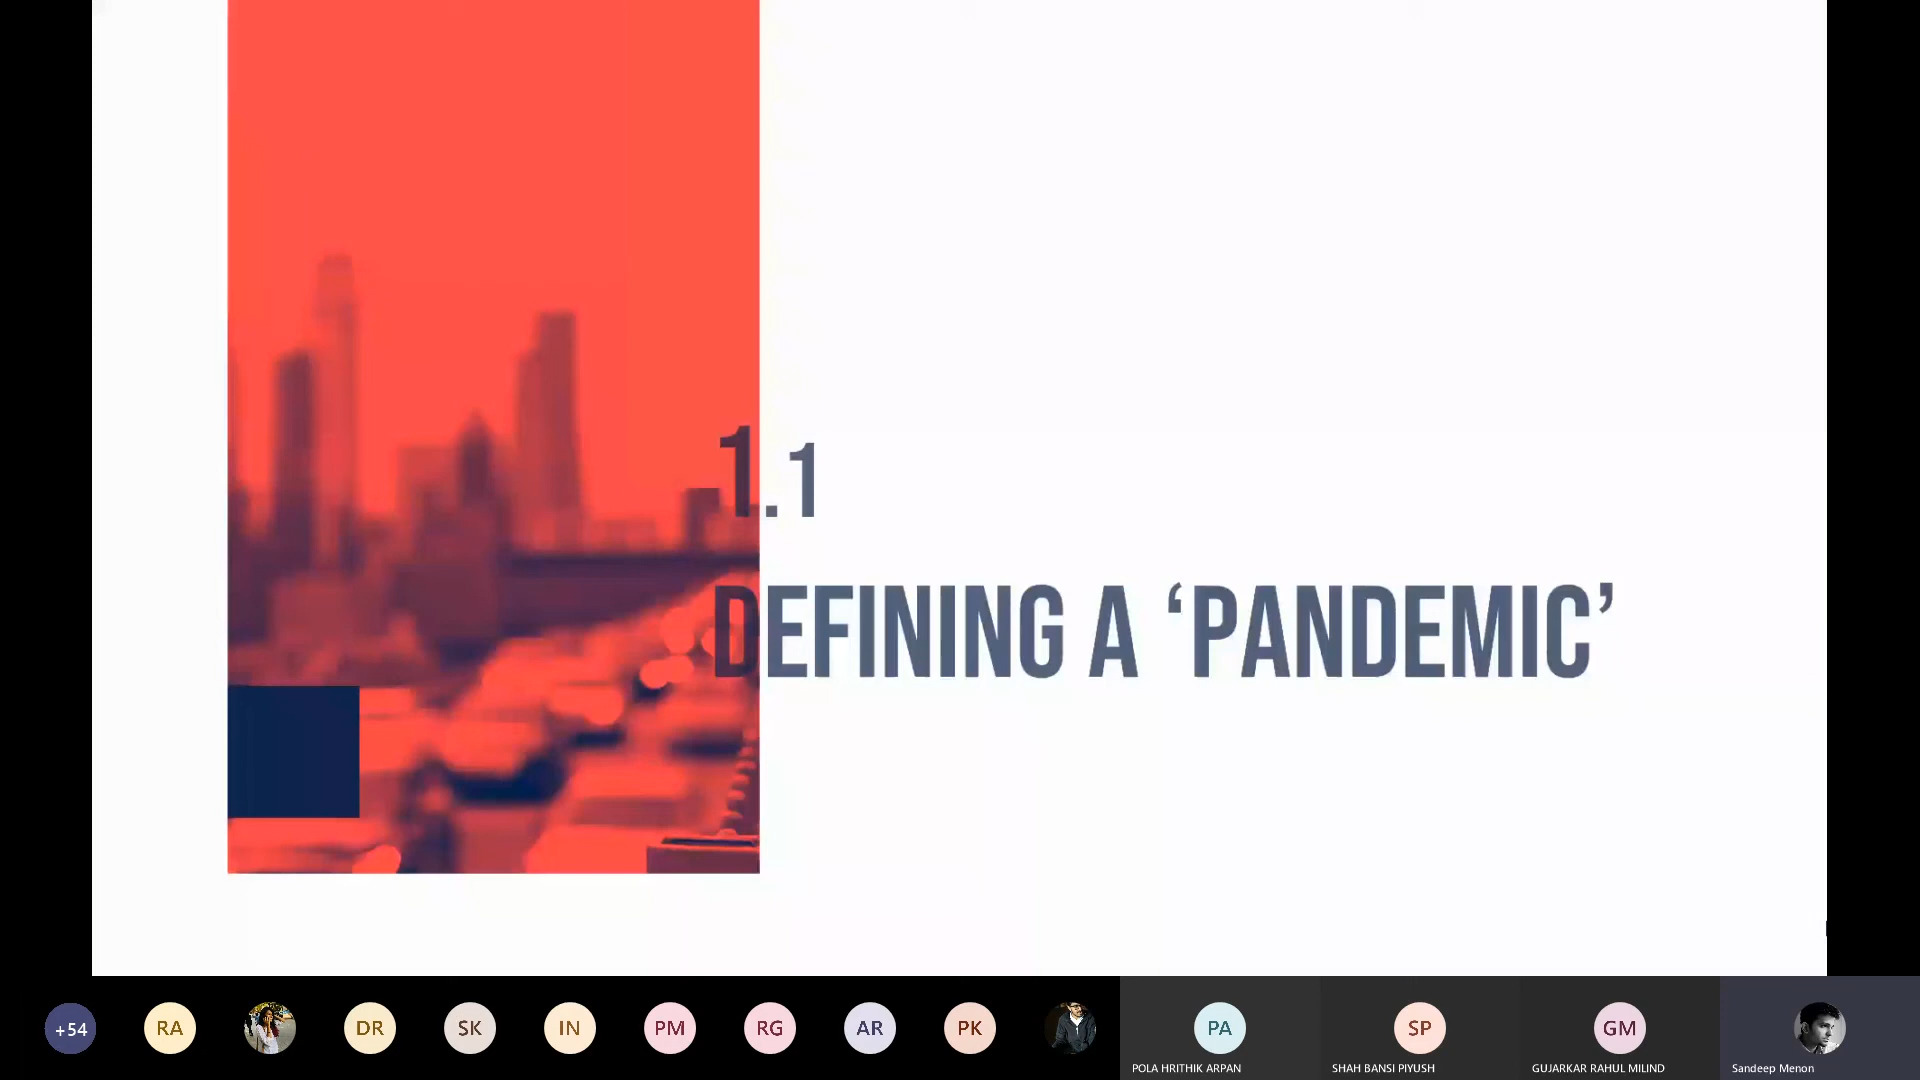 1.1
DEFINING A ‘PANDEMIC’
+54
RA
DR
SK
IN
PM
RG
AR
PK
PA
SP
GM
POLA HRITHIK ARPAN
SHAH BANSI PIYUSH
GUJARKAR RAHUL MILIND
Sandeep Menon